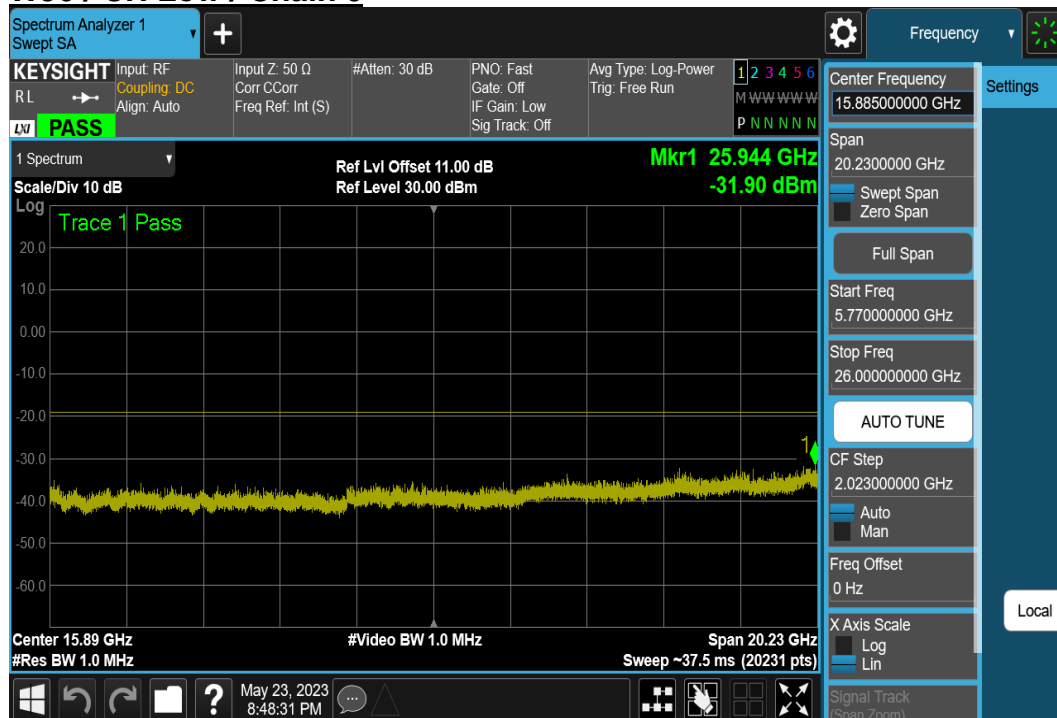 Spectrum Analyzer 1
Swept SA
Frequency
KEYSIGHT
Input: RF
Input Z: 50 Ω
#Atten: 30 dB
PNO: Fast
Avg Type: Log-Power
1 2 3 4 5 6
R L
Coupling: DC
Corr CCorr
Gate: Off
Trig: Free Run
M W W W W W
Align: Auto
Freq Ref: Int (S)
IF Gain: Low
P N N N N N
LXI
PASS
Sig Track: Off
1 Spectrum
Ref Lvl Offset 11.00 dB
Mkr1 25.944 GHz
Scale/Div 10 dB
Ref Level 30.00 dBm
-31.90 dBm
Log
Trace 1 Pass
20.0
10.0
0.00
-10.0
-20.0
-30.0
-40.0
-50.0
-60.0
1
Center 15.89 GHz
#Video BW 1.0 MHz
Span 20.23 GHz
#Res BW 1.0 MHz
Sweep ~37.5 ms (20231 pts)
May 23, 2023
8:48:31 PM
?
Center Frequency
15.885000000 GHz
Settings
Span
20.2300000 GHz
Swept Span
Zero Span
Full Span
Start Freq
5.770000000 GHz
Stop Freq
26.000000000 GHz
AUTO TUNE
CF Step
2.023000000 GHz
Auto
Man
Freq Offset
0 Hz
Local
X Axis Scale
Log
Lin
Signal Track
(Span Zoom)